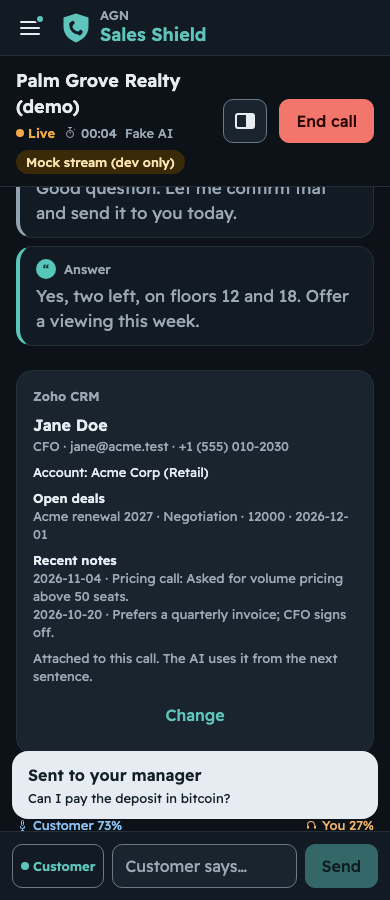 AGN
Sales Shield
Palm Grove Realty
(demo)
Live 00:04 Fake AI
End call
Mock stream (dev only)
Good question. Let me confirm that
and send it to you today.
Answer
Yes, two left, on floors 12 and 18. Offer
a viewing this week.
Zoho CRM
Jane Doe
CFO · jane@acme.test · +1 (555) 010-2030
Account: Acme Corp (Retail)
Open deals
Acme renewal 2027 · Negotiation · 12000 · 2026-12-
01
Recent notes
2026-11-04 · Pricing call: Asked for volume pricing
above 50 seats.
2026-10-20 · Prefers a quarterly invoice; CFO signs
off.
Attached to this call. The AI uses it from the next
sentence.
Change
Sent to your manager
Can I pay the deposit in bitcoin?
Customer 73% You 27%
Customer Customer says... Send